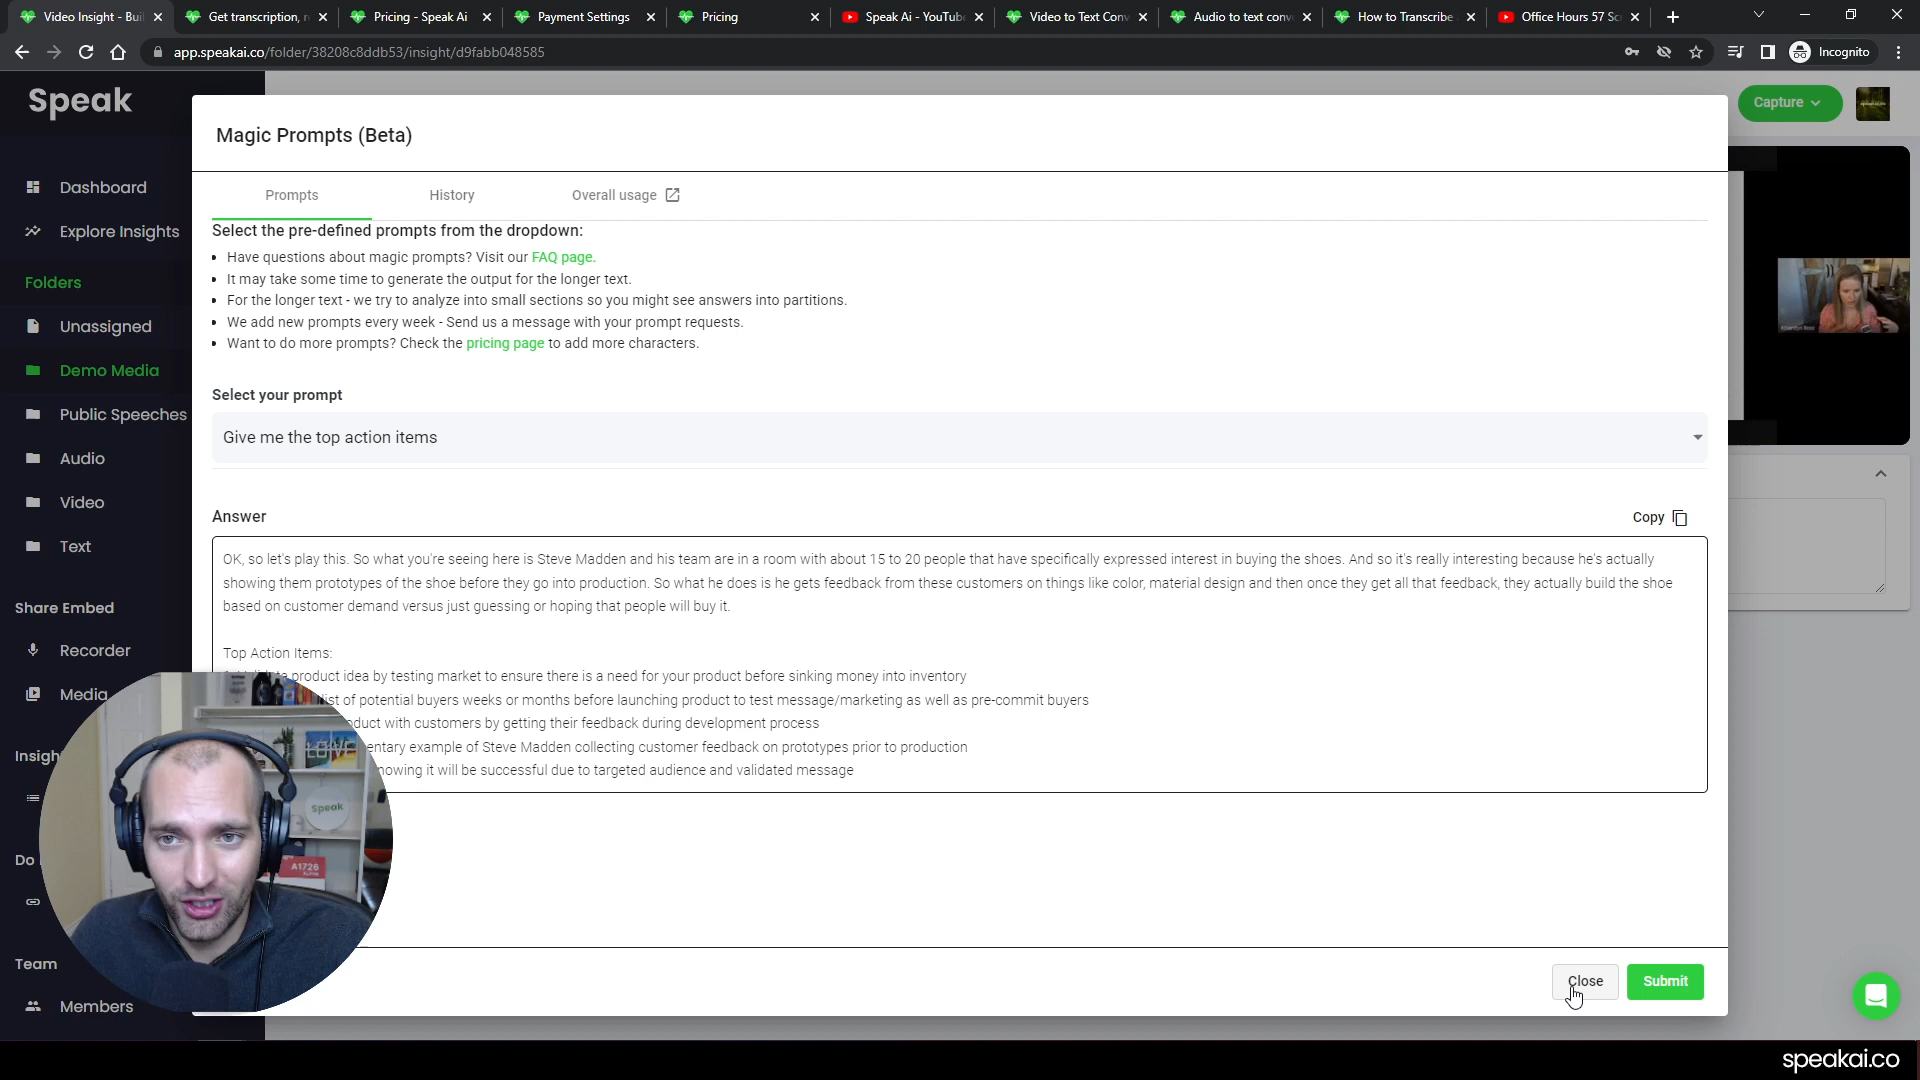 Video Insight - Buil
Get transcription, n
Pricing - Speak Ai
Payment Settings
Pricing
Speak Ai - YouTube
Video to Text Conv
Audio to text conv
How to Transcribe
Office Hours 57 Sc
app.speakai.co/folder/38208c8ddb53/insight/d9fabb048585
Incognito
Speak
Capture
Magic Prompts (Beta)
Prompts
History
Overall usage
Dashboard
Explore Insights
Folders
Unassigned
Demo Media
Public Speeches
Audio
Video
Text
Share Embed
Recorder
Media
Insigh
Do
Team
Members
Select the pre-defined prompts from the dropdown:
Have questions about magic prompts? Visit our FAQ page.
It may take some time to generate the output for the longer text.
For the longer text - we try to analyze into small sections so you might see answers into partitions.
We add new prompts every week - Send us a message with your prompt requests.
Want to do more prompts? Check the pricing page to add more characters.
Select your prompt
Give me the top action items
Answer
Copy
OK, so let's play this. So what you're seeing here is Steve Madden and his team are in a room with about 15 to 20 people that have specifically expressed interest in buying the shoes. And so it's really interesting because he's actually
showing them prototypes of the shoe before they go into production. So what he does is he gets feedback from these customers on things like color, material design and then once they get all that feedback, they actually build the shoe
based on customer demand versus just guessing or hoping that people will buy it.
Top Action Items:
product idea by testing market to ensure there is a need for your product before sinking money into inventory
list of potential buyers weeks or months before launching product to test message/marketing as well as pre-commit buyers
oduct with customers by getting their feedback during development process
entary example of Steve Madden collecting customer feedback on prototypes prior to production
nowing it will be successful due to targeted audience and validated message
Speak
A1726
Close
Submit
speakai.co